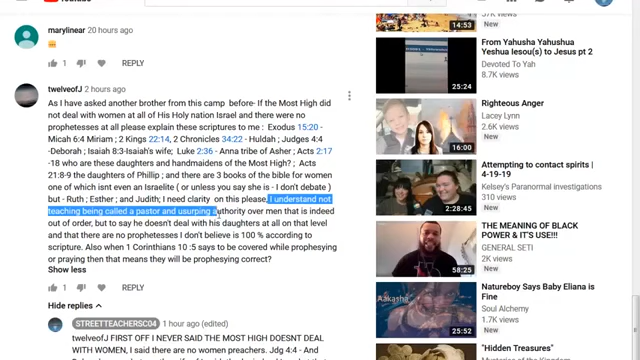 marylinear 20 hours ago
1 REPLY
twelveofJ 2 hours ago
As I have asked another brother from this camp before- If the Most High did
not deal with women at all of His Holy nation Israel and there were no
prophetesses at all please explain these scriptures to me : Exodus 15:20 -
Micah 6:4 Miriam ; 2 Kings 22:14, 2 Chronicles 34:22 - Huldah ; Judges 4:4
-Deborah ; Isaiah 8:3-Isaiah's wife; Luke 2:36 - Anna tribe of Asher ; Acts 2:17
-18 who are these daughters and handmaidens of the Most High? ; Acts
21:8-9 the daughters of Phillip ; and there are 3 books of the bible for women
one of which isnt even an Israelite ( or unless you say she is - I don't debate )
but - Ruth ; Esther ; and Judith; I need clarity on this please. I understand not
teaching being called a pastor and usurping authority over men that is indeed
out of order, but to say he doesn't deal with his daughters at all on that level
and that there are no propheteses I don't believe is 100 % according to
scripture. Also when 1 Corinthians 10 :5 says to be covered while prophesying
or praying then that means they will be prophesying correct?
Show less
1 REPLY
Hide replies
STREETTEACHERSC04 1 hour ago (edited)
twelveofJ FIRST OFF I NEVER SAID THE MOST HIGH DOESNT DEAL
WITH WOMEN, I said there are no women preachers. Jdg 4:4 - And
14:53
New
From Yahusha Yahushua
Yeshua Iesou(s) to Jesus pt 2
Devoted To Yah
8.7K views
25:24
Righteous Anger
Lacey Lynn
2.6K views
New
16:00
Attempting to contact spirits |
4-19-19
Kelsey's Paranormal investigations
310 views
New
2:28:45
THE MEANING OF BLACK
POWER & IT'S USE!!!
GENERAL SETI
2K views
New
58:25
Natureboy Says Baby Eliana is
Fine
Soul Alchemy
1.7K views
New
Aakasha
25:52
"Hidden Treasures"